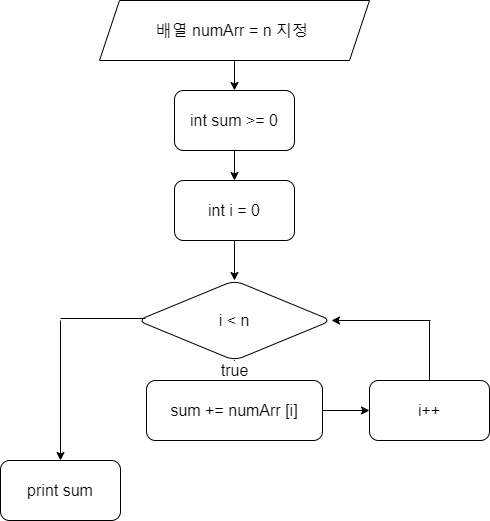 배열 numArr = n 지정
int sum >= 0
int i = 0
i < n
true
sum += numArr [i]
i++
print sum